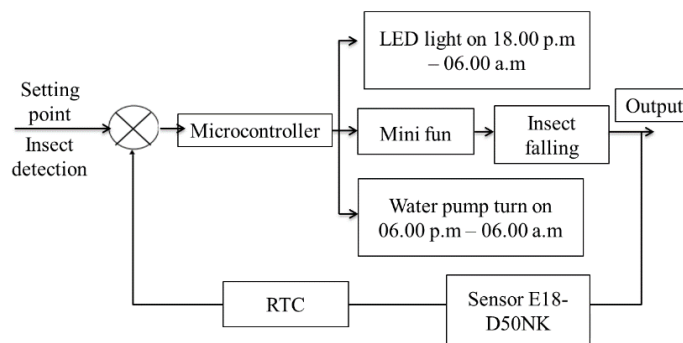 LED light on 18.00 p.m
– 06.00 a.m
Setting
point
Insect
detection
Microcontroller
Mini fun
Insect
falling
Output
Water pump turn on
06.00 p.m – 06.00 a.m
RTC
Sensor E18-
D50NK